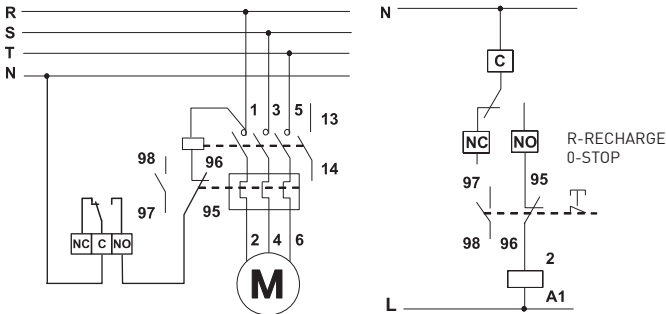 R
S
T
N
1 3 5 13
98 96 14
97 95
NC C NO
2 4 6
M
N
C
NC NO R-RECHARGE
0-STOP
97 95
98 96
2
A1
L